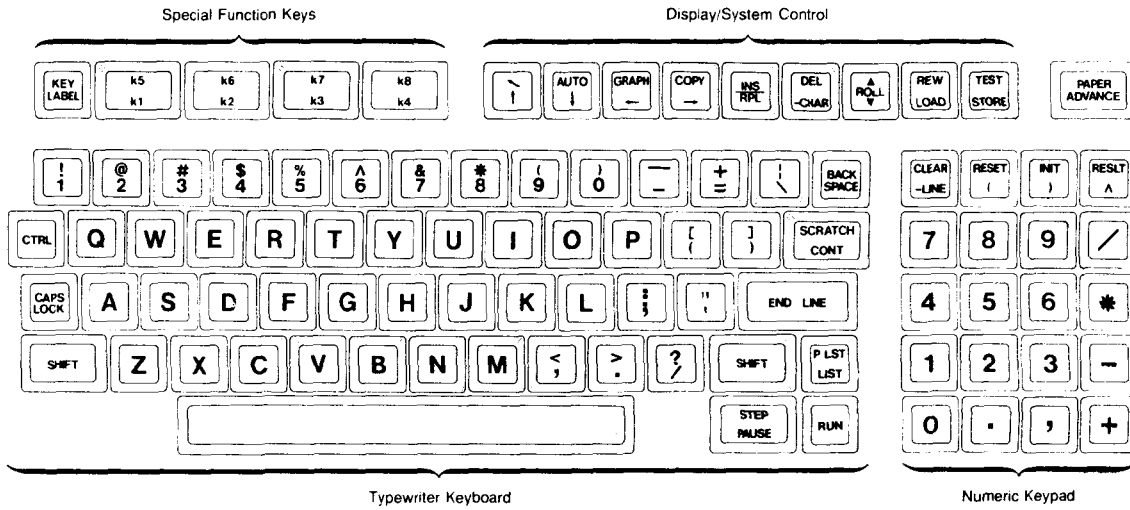 Special Function Keys Display/System Control
KEY LABEL k5 k1 k6 k2 k7 k3 k8 k4 ↖ ↑ AUTO ↓ GRAPH ← COPY → INS RPL DEL -CHAR ▲ ROLL ▼ REW LOAD TEST STORE PAPER ADVANCE
! 1 @ 2 # 3 $ 4 % 5 ^ 6 & 7 * 8 ( 9 ) 0 — - + = | \ BACK SPACE CLEAR -LINE RESET ( INIT ) RESLT ^
CTRL Q W E R T Y U I O P [ ( ] ) SCRATCH CONT 7 8 9 /
CAPS LOCK A S D F G H J K L : ; " ' END LINE 4 5 6 *
SHIFT Z X C V B N M < , > . ? / SHIFT P LST LIST 1 2 3 -
STEP PAUSE RUN 0 . , +
Typewriter Keyboard Numeric Keypad